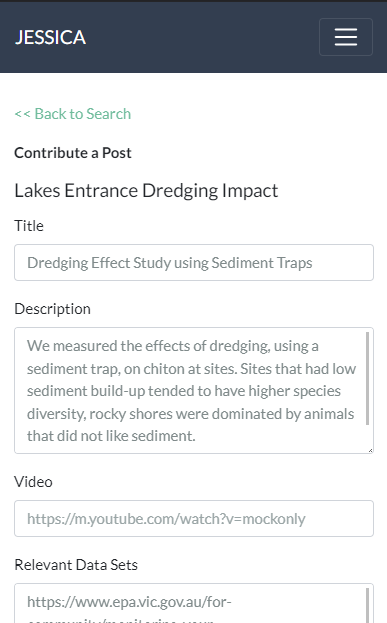 JESSICA
<< Back to Search
Contribute a Post
Lakes Entrance Dredging Impact
Title
Dredging Effect Study using Sediment Traps
Description
We measured the effects of dredging, using a
sediment trap, on chiton at sites. Sites that had low
sediment build-up tended to have higher species
diversity, rocky shores were dominated by animals
that did not like sediment.
Video
https://m.youtube.com/watch?v=mockonly
Relevant Data Sets
https://www.epa.vic.gov.au/for-
community/monitoring-your-